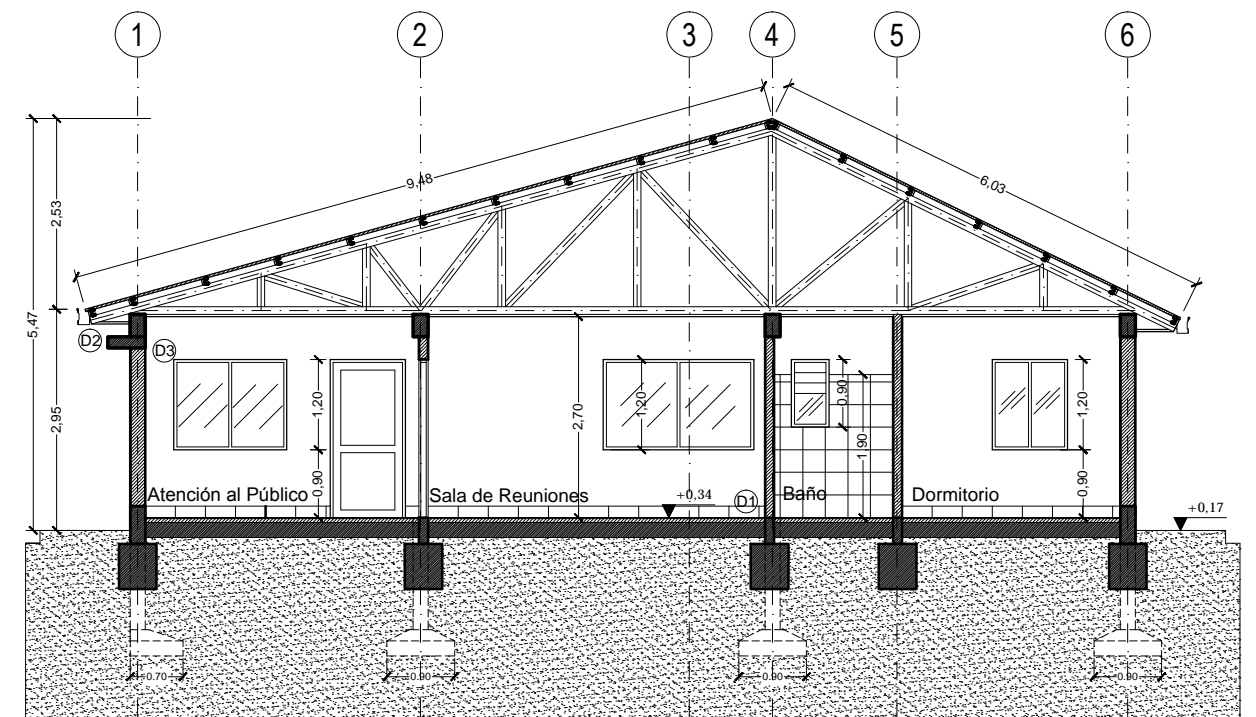 1 2 3 4 5 6
9,48
6,03
2,53
5,47
2,95
D2
D3
1,20
0,90
2,70
1,20
0,90
1.90
1,20
0,90
Atención al Público
Sala de Reuniones
+0,34
D1
Baño
Dormitorio
+0,17
0.70
0.90
0.90
0.90